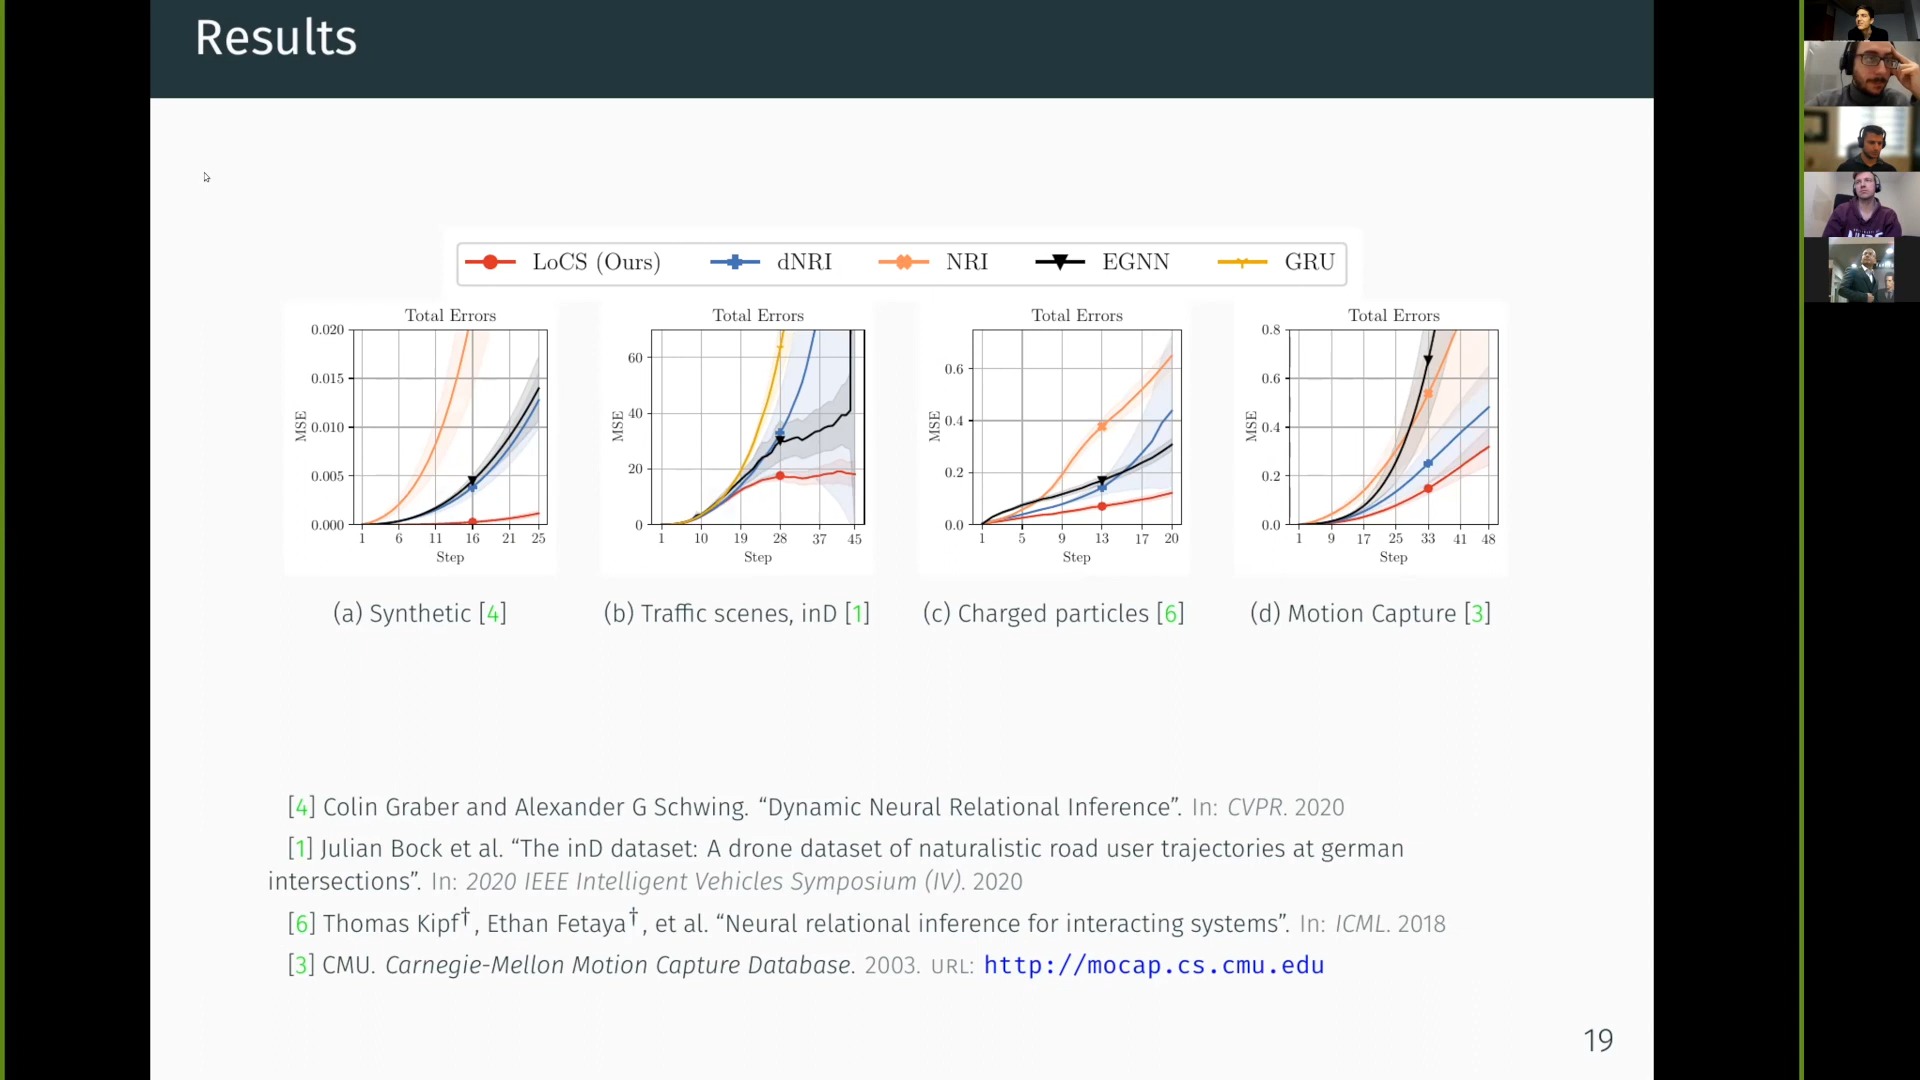 Results
LoCS (Ours) dNRI NRI EGNN GRU
Total Errors
0.020
0.015
0.010
0.005
0.000
MSE
1 6 11 16 21 25
Step
(a) Synthetic [4]
Total Errors
60
40
20
0
MSE
1 10 19 28 37 45
Step
(b) Traffic scenes, inD [1]
Total Errors
0.6
0.4
0.2
0.0
MSE
1 5 9 13 17 20
Step
(c) Charged particles [6]
Total Errors
0.8
0.6
0.4
0.2
0.0
MSE
1 9 17 25 33 41 48
Step
(d) Motion Capture [3]
[4] Colin Graber and Alexander G Schwing. “Dynamic Neural Relational Inference”. In: CVPR. 2020
[1] Julian Bock et al. “The inD dataset: A drone dataset of naturalistic road user trajectories at german
intersections”. In: 2020 IEEE Intelligent Vehicles Symposium (IV). 2020
[6] Thomas Kipf†, Ethan Fetaya†, et al. “Neural relational inference for interacting systems”. In: ICML. 2018
[3] CMU. Carnegie-Mellon Motion Capture Database. 2003. URL: http://mocap.cs.cmu.edu
19